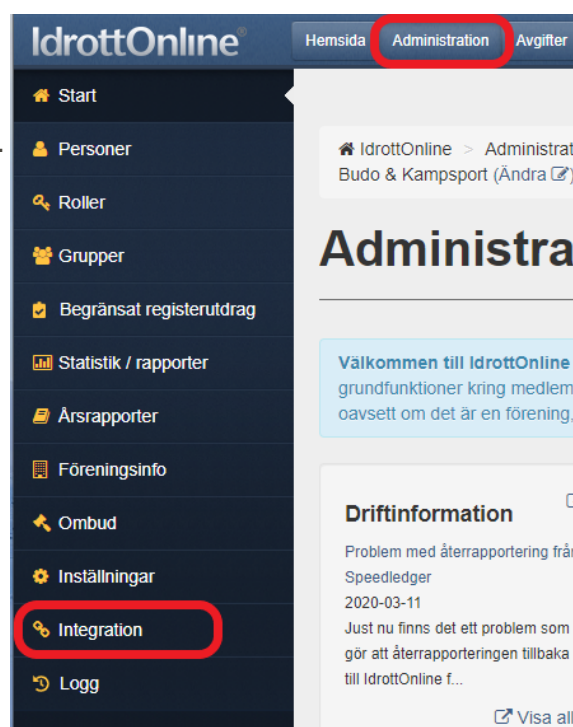 IdrottOnline®
Hemsida Administration Avgifter
Start
Personer
Roller
Grupper
Begränsat registerutdrag
Statistik / rapporter
Årsrapporter
Föreningsinfo
Ombud
Inställningar
Integration
Logg
IdrottOnline > Administrat
Budo & Kampsport (Ändra)
Administra
Välkommen till IdrottOnline
grundfunktioner kring medlem
oavsett om det är en förening,
Driftinformation
Problem med återrapportering från
Speedledger
2020-03-11
Just nu finns det ett problem som
gör att återrapporteringen tillbaka
till IdrottOnline f...
Visa all